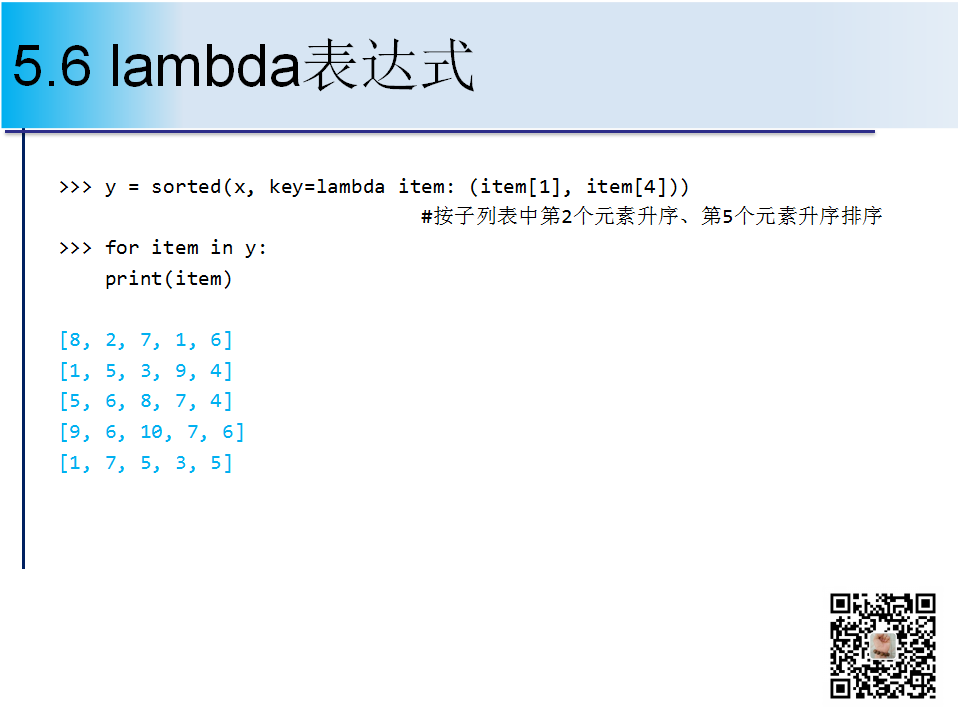 5.6 lambda表达式
>>> y = sorted(x, key=lambda item: (item[1], item[4]))
#按子列表中第2个元素升序、第5个元素升序排序
>>> for item in y:
print(item)
[8, 2, 7, 1, 6]
[1, 5, 3, 9, 4]
[5, 6, 8, 7, 4]
[9, 6, 10, 7, 6]
[1, 7, 5, 3, 5]